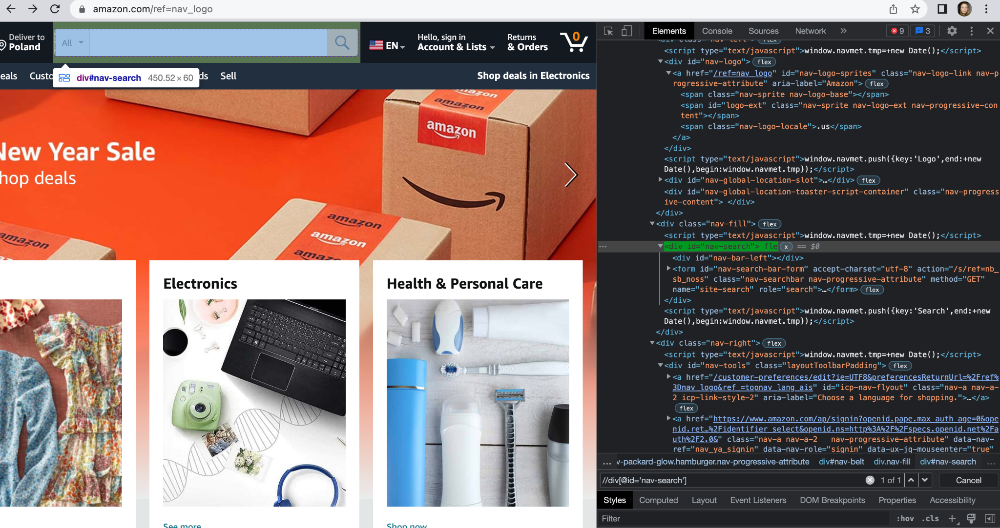 amazon.com/ref=nav_logo
Deliver to
Poland
All
EN
Hello, sign in
Account & Lists
Returns
& Orders
0
eals
Custo
ds
Sell
Shop deals in Electronics
div#nav-search 450.52 × 60
New Year Sale
hop deals
amazon
amazon
amazon
amazon
amazon
amazon
amazon
Electronics
Health & Personal Care
See more
Shop now
Elements
Console
Sources
Network
9
3
<script type="text/javascript">window.navmet.tmp=+new Date();</script>
<div id="nav-logo"> flex
<a href="/ref=nav_logo" id="nav-logo-sprites" class="nav-logo-link nav-p
rogressive-attribute" aria-label="Amazon"> flex
<span class="nav-sprite nav-logo-base"></span>
<span id="logo-ext" class="nav-sprite nav-logo-ext nav-progressive-con
tent"></span>
<span class="nav-logo-locale">.us</span>
</a>
</div>
<script type="text/javascript">window.navmet.push({key:'Logo',end:+new
Date(),begin:window.navmet.tmp});</script>
<div id="nav-global-location-slot">…</div> flex
<div id="nav-global-location-toaster-script-container" class="nav-progress
ive-content"> </div>
</div>
<div class="nav-fill"> flex
<script type="text/javascript">window.navmet.tmp=+new Date();</script>
<div id="nav-search"> fle x == $0
<div id="nav-bar-left"></div>
<form id="nav-search-bar-form" accept-charset="utf-8" action="/s/ref=nb_
sb_noss" class="nav-searchbar nav-progressive-attribute" method="GET"
name="site-search" role="search">…</form> flex
</div>
<script type="text/javascript">window.navmet.push({key:'Search',end:+new
Date(),begin:window.navmet.tmp});</script>
</div>
<div class="nav-right"> flex
<script type="text/javascript">window.navmet.tmp=+new Date();</script>
<div id="nav-tools" class="layoutToolbarPadding"> flex
<a href="/customer-preferences/edit?ie=UTF8&preferencesReturnUrl=%2Fref%
3Dnav_logo&ref_=topnav_lang_ais" id="icp-nav-flyout" class="nav-a nav-a-
2 icp-link-style-2" aria-label="Choose a language for shopping.">…</a>
flex
<a href="https://www.amazon.com/ap/signin?openid.pape.max_auth_age=0&ope
nid.ret…%2Fidentifier_select&openid.ns=http%3A%2F%2Fspecs.openid.net%2Fa
uth%2F2.0&" class="nav-a nav-a-2   nav-progressive-attribute" data-nav-
ref="nav_ya_signin" data-nav-role="signin" data-ux-jq-mouseenter="true"
... v-packard-glow.hamburger.nav-progressive-attribute div#nav-belt div.nav-fill div#nav-search ...
//div[@id='nav-search']
1 of 1
Cancel
Styles
Computed
Layout
Event Listeners
DOM Breakpoints
Properties
Accessibility
Filter
:hov
.cls